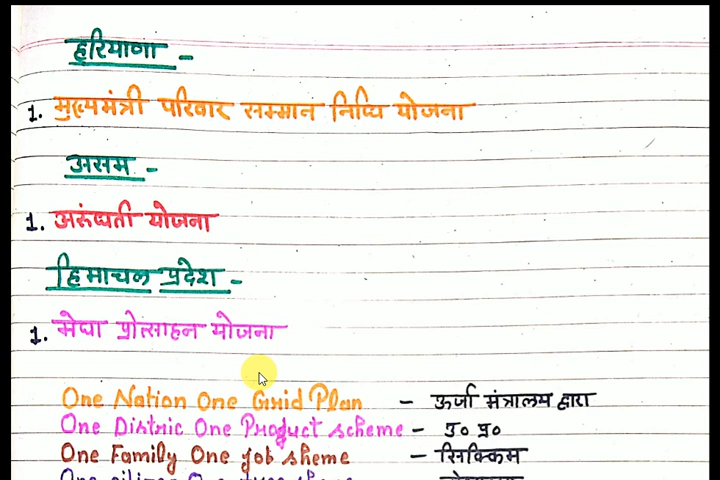 हरियाणा -
1. मुख्यमंत्री परिवार सम्मान निधि योजना
असम -
1. अरुंधती योजना
हिमाचल प्रदेश -
1. मेधा प्रोत्साहन योजना
One Nation One Grid Plan - ऊर्जा मंत्रालय द्वारा
One Distric One Product scheme - उ० प्र०
One Family One Job sheme - सिक्किम